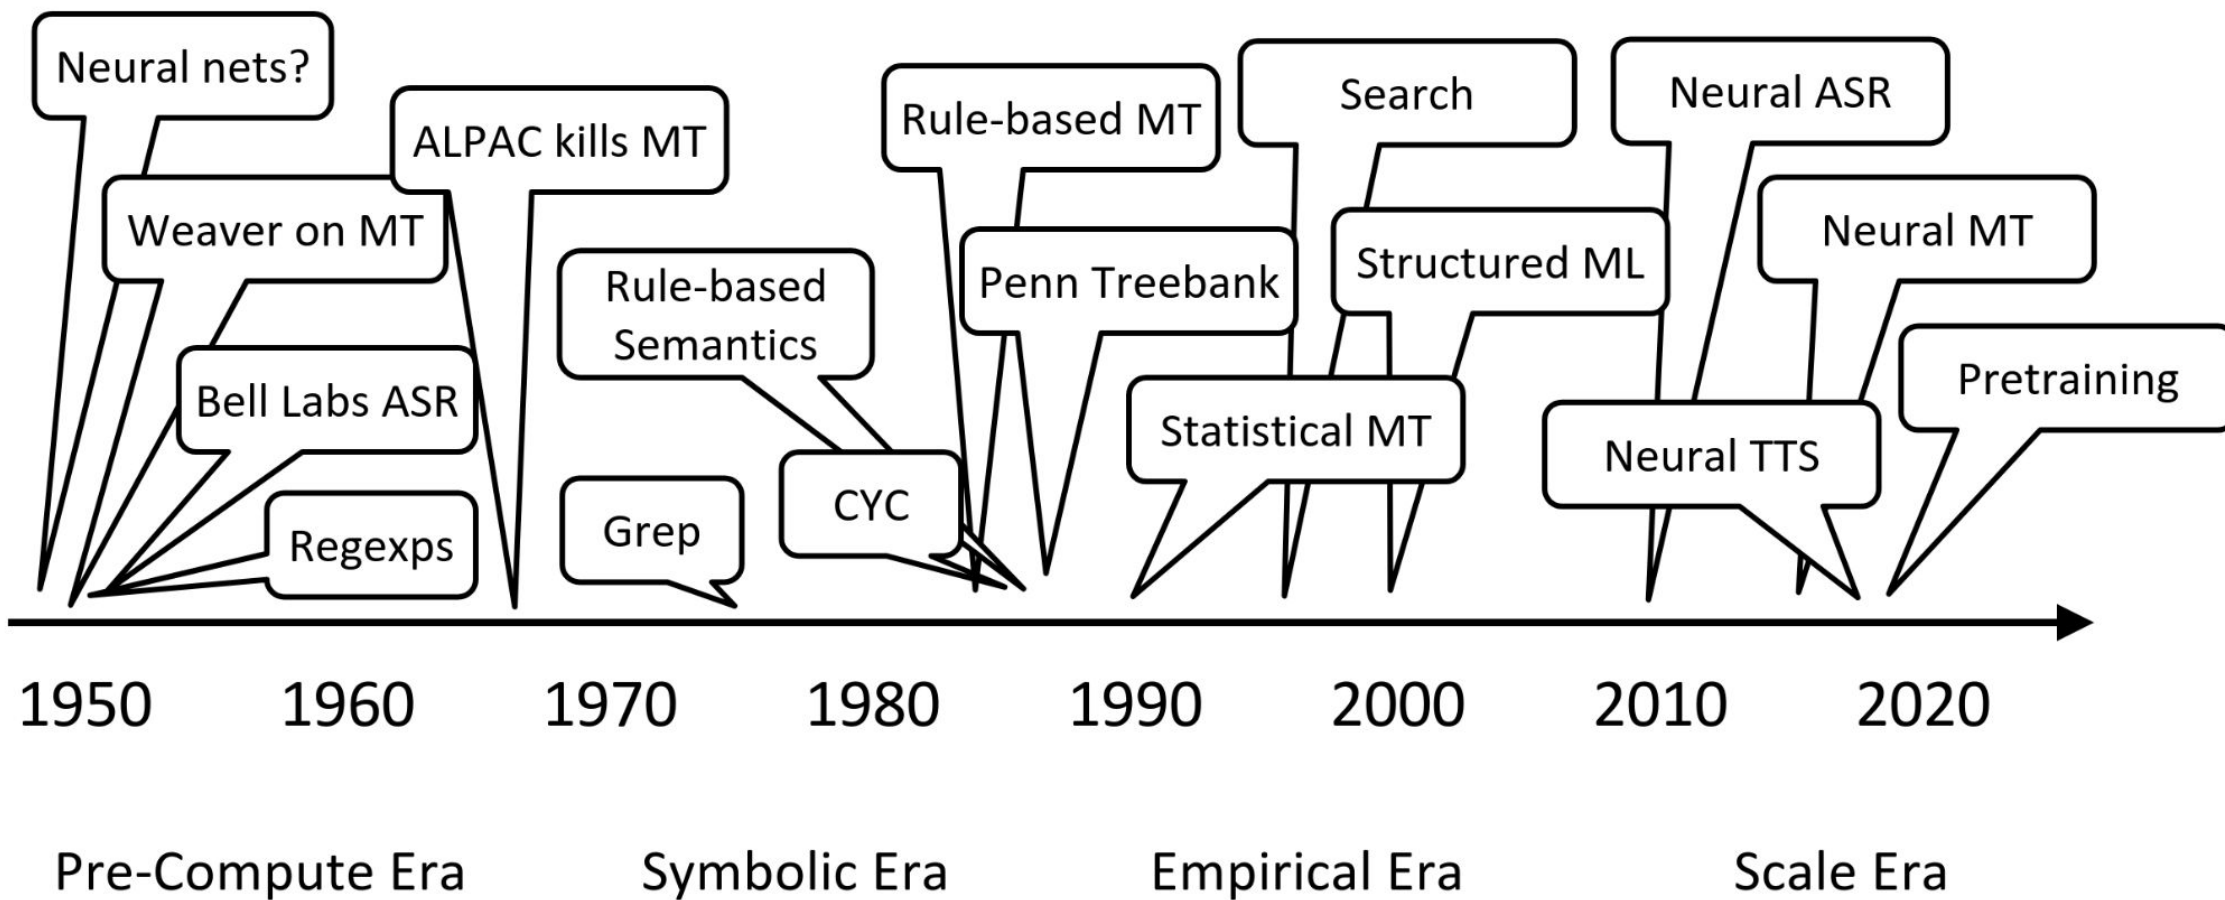 Neural nets?
Weaver on MT
Bell Labs ASR
Regexps
ALPAC kills MT
Rule-based
Semantics
Grep
CYC
Rule-based MT
Penn Treebank
Statistical MT
Search
Structured ML
Neural ASR
Neural MT
Neural TTS
Pretraining
1950 1960 1970 1980 1990 2000 2010 2020
Pre-Compute Era Symbolic Era Empirical Era Scale Era